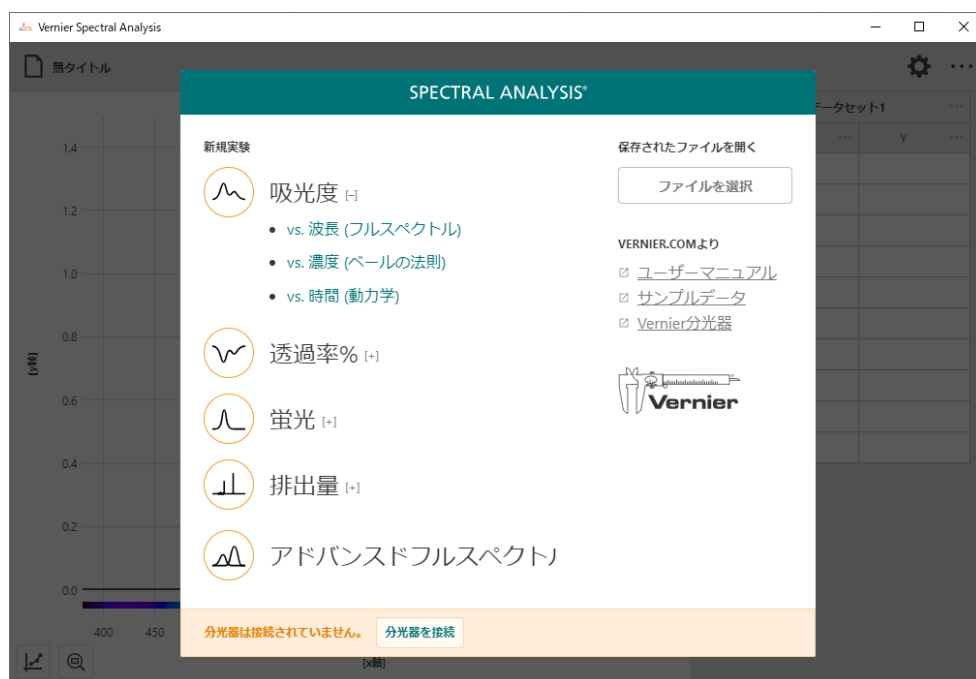 Vernier Spectral Analysis
無タイトル
SPECTRAL ANALYSIS®
新規実験
吸光度 [–]
vs. 波長 (フルスペクトル)
vs. 濃度 (ベールの法則)
vs. 時間 (動力学)
透過率% [+]
蛍光 [+]
排出量 [+]
アドバンスドフルスペクト
保存されたファイルを開く
ファイルを選択
VERNIER.COMより
ユーザーマニュアル
サンプルデータ
Vernier分光器
Vernier
分光器は接続されていません。
分光器を接続
ータセット1
Y
[y軸]
1.4
1.2
1.0
0.8
0.6
0.4
0.2
0.0
400 450
[x軸]